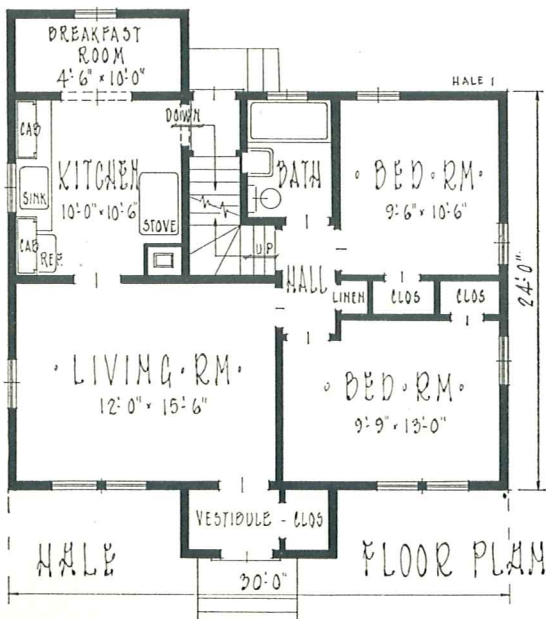 BREAKFAST
ROOM
4'-6" × 10'-0"
HALE 1
DOWN
CAB
KITCHEN
10'-0" × 10'-6"
SINK
STOVE
CAB
REF.
BATH
BED·RM.
9'-6" × 10'-6"
UP
HALL
LINEN
CLOS
CLOS
24'-0"
LIVING·RM.
12'-0" × 15'-6"
BED·RM.
9'-9" × 13'-0"
VESTIBULE - CLOS
HALE
FLOOR PLAN
30'-0"